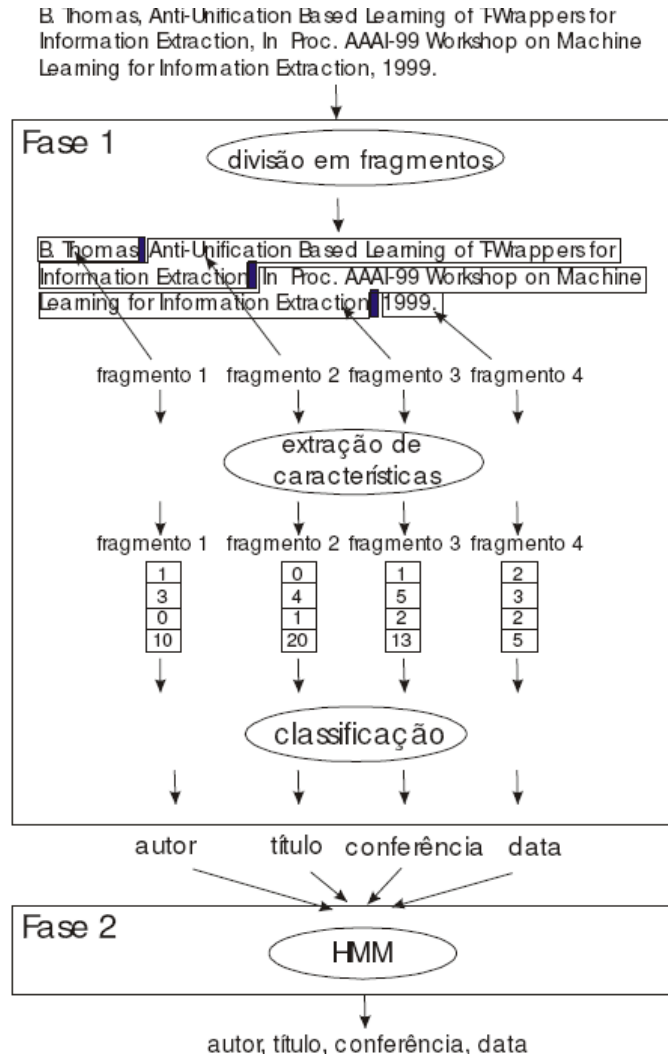 B. Thomas, Anti-Unification Based Learning of T-Wrappers for
Information Extraction, In Proc. AAAI-99 Workshop on Machine
Learning for Information Extraction, 1999.
Fase 1
divisão em fragmentos
B. Thomas Anti-Unification Based Learning of T-Wrappers for
Information Extraction In Proc. AAAI-99 Workshop on Machine
Learning for Information Extraction 1999.
fragmento 1 fragmento 2 fragmento 3 fragmento 4
extração de
características
fragmento 1 fragmento 2 fragmento 3 fragmento 4
1 0 1 2
3 4 5 3
0 1 2 2
10 20 13 5
classificação
autor título conferência data
Fase 2
HMM
autor, título, conferência, data